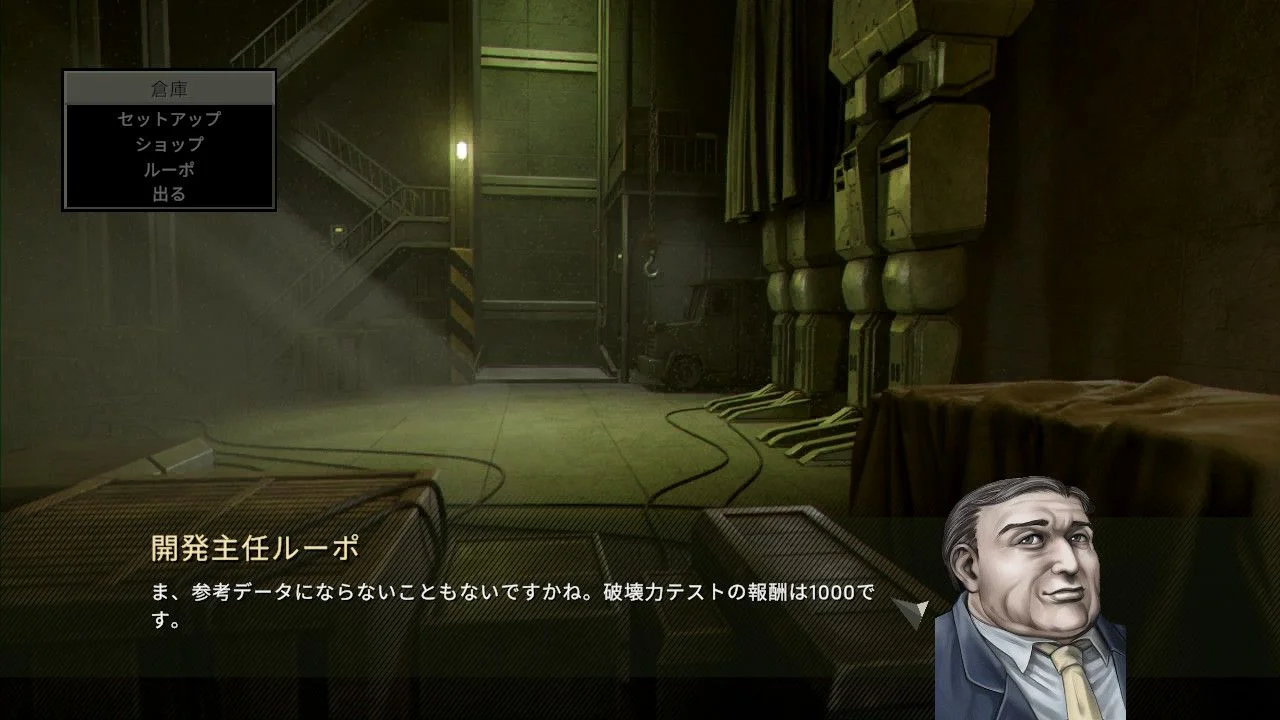 倉庫
セットアップ
ショップ
ルーポ
出る
開発主任ルーポ
ま、参考データにならないこともないですかね。破壊力テストの報酬は1000で
す。